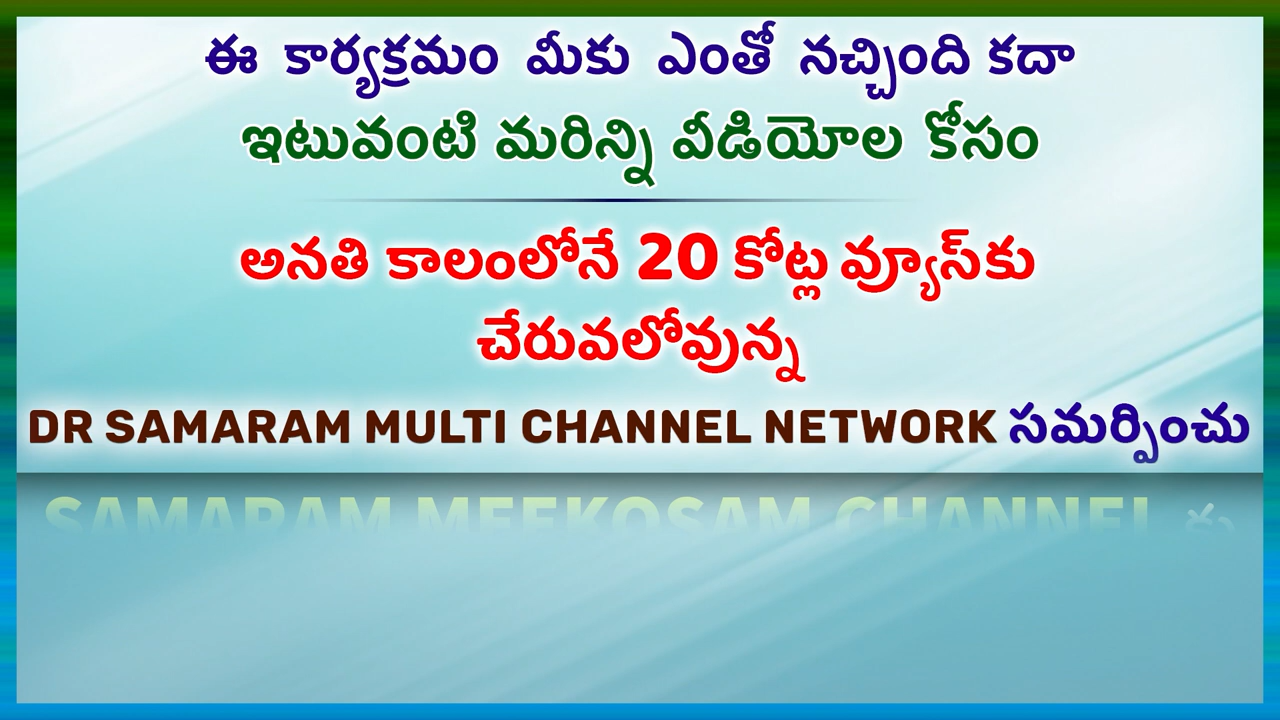 ఈ కార్యక్రమం మీకు ఎంతో నచ్చింది కదా
ఇటువంటి మరిన్ని వీడియోల కోసం
అనతి కాలంలోనే 20 కోట్ల వ్యూస్‌కు
చేరువలోవున్న
DR SAMARAM MULTI CHANNEL NETWORK సమర్పించు
SAMARAM MEEKOSAM CHANNEL